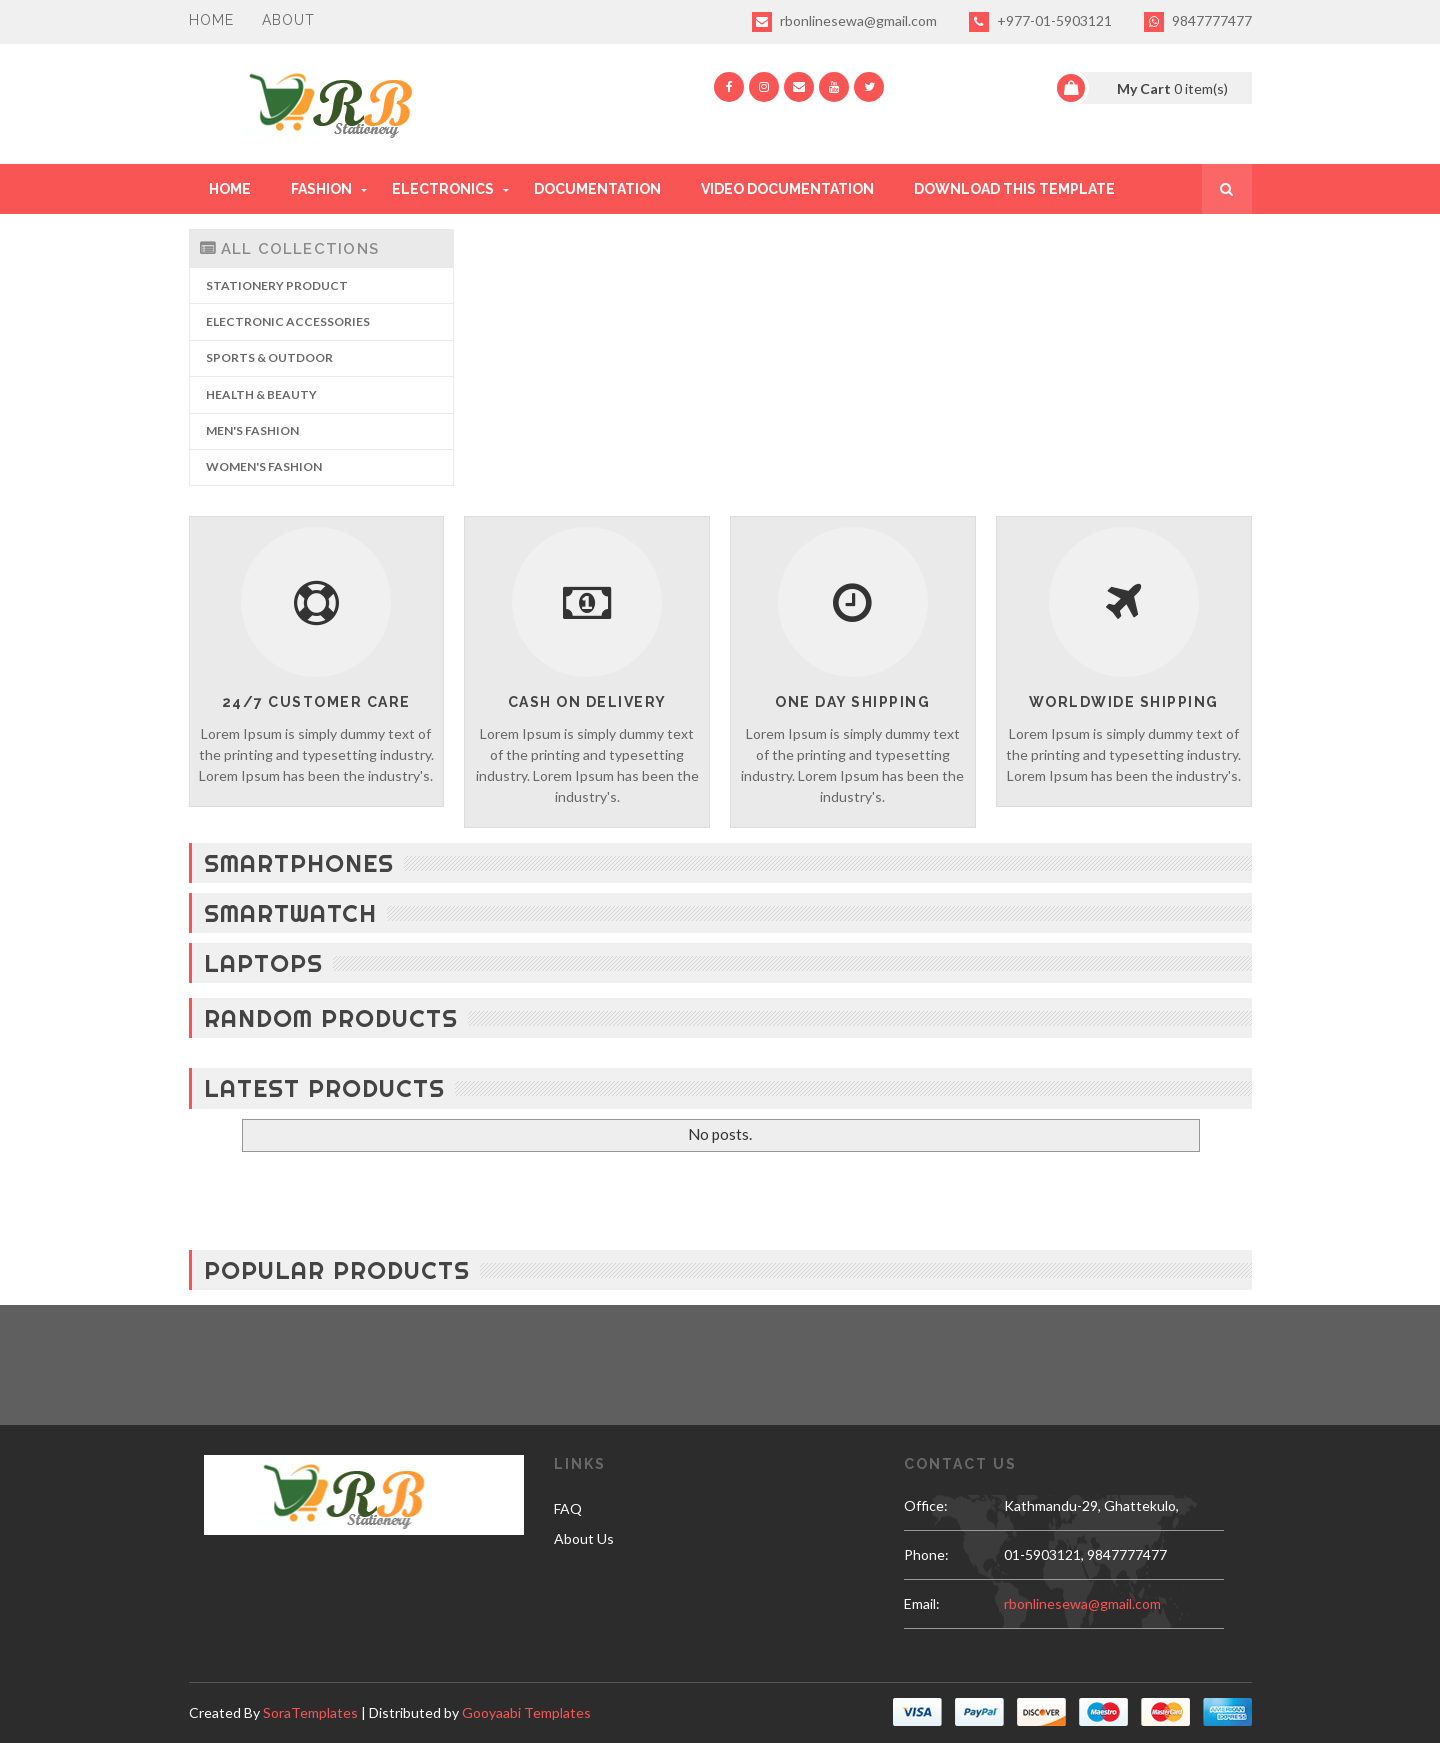 HOME ABOUT rbonlinesewa@gmail.com +977-01-5903121 9847777477
RB
Stationery
My Cart 0 item(s)
HOME FASHION ELECTRONICS DOCUMENTATION VIDEO DOCUMENTATION DOWNLOAD THIS TEMPLATE
ALL COLLECTIONS
STATIONERY PRODUCT
ELECTRONIC ACCESSORIES
SPORTS & OUTDOOR
HEALTH & BEAUTY
MEN'S FASHION
WOMEN'S FASHION
24/7 CUSTOMER CARE
Lorem Ipsum is simply dummy text of
the printing and typesetting industry.
Lorem Ipsum has been the industry's.
CASH ON DELIVERY
Lorem Ipsum is simply dummy text
of the printing and typesetting
industry. Lorem Ipsum has been the
industry's.
ONE DAY SHIPPING
Lorem Ipsum is simply dummy text
of the printing and typesetting
industry. Lorem Ipsum has been the
industry's.
WORLDWIDE SHIPPING
Lorem Ipsum is simply dummy text of
the printing and typesetting industry.
Lorem Ipsum has been the industry's.
SMARTPHONES
SMARTWATCH
LAPTOPS
RANDOM PRODUCTS
LATEST PRODUCTS
No posts.
POPULAR PRODUCTS
RB
Stationery
LINKS
FAQ
About Us
CONTACT US
Office: Kathmandu-29, Ghattekulo,
Phone: 01-5903121, 9847777477
Email: rbonlinesewa@gmail.com
Created By SoraTemplates | Distributed by Gooyaabi Templates
VISA PayPal DISCOVER Maestro MasterCard AMERICAN EXPRESS